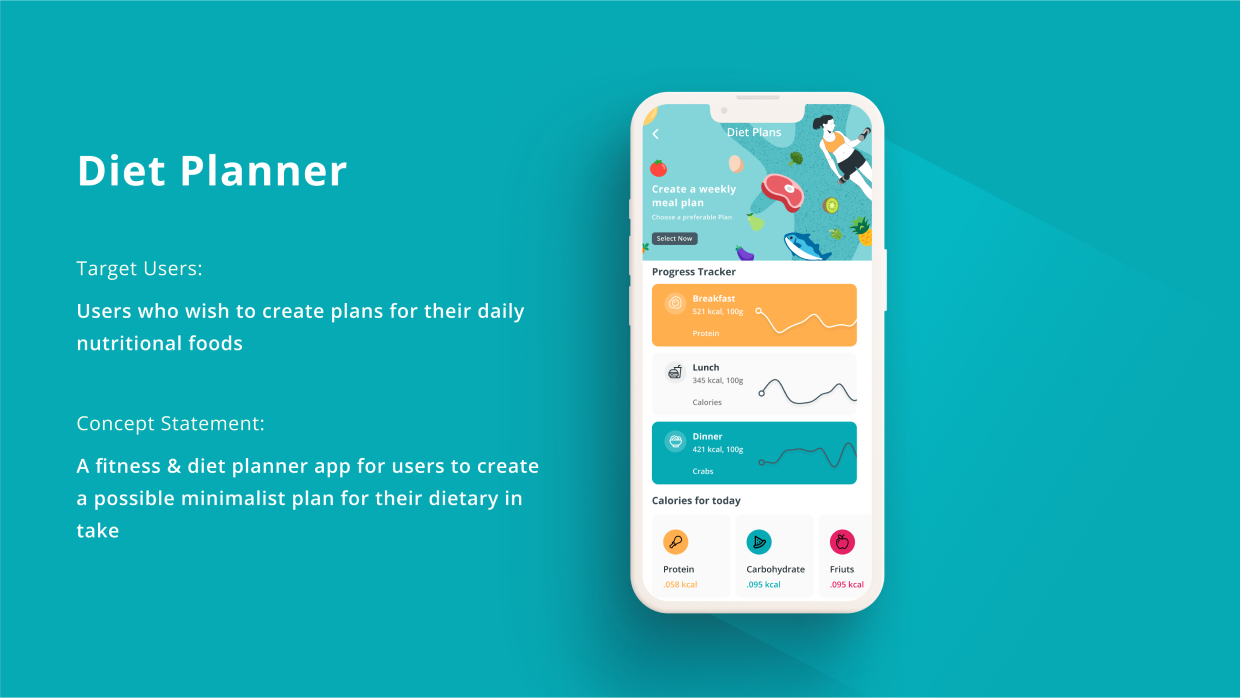 Diet Planner
Target Users:
Users who wish to create plans for their daily
nutritional foods
Concept Statement:
A fitness & diet planner app for users to create
a possible minimalist plan for their dietary in
take
Diet Plans
Create a weekly
meal plan
Choose a preferable Plan
Select Now
Progress Tracker
Breakfast
521 kcal, 100g
Protein
Lunch
345 kcal, 100g
Calories
Dinner
421 kcal, 100g
Crabs
Calories for today
Protein
.058 kcal
Carbohydrate
.095 kcal
Friuts
.095 kcal